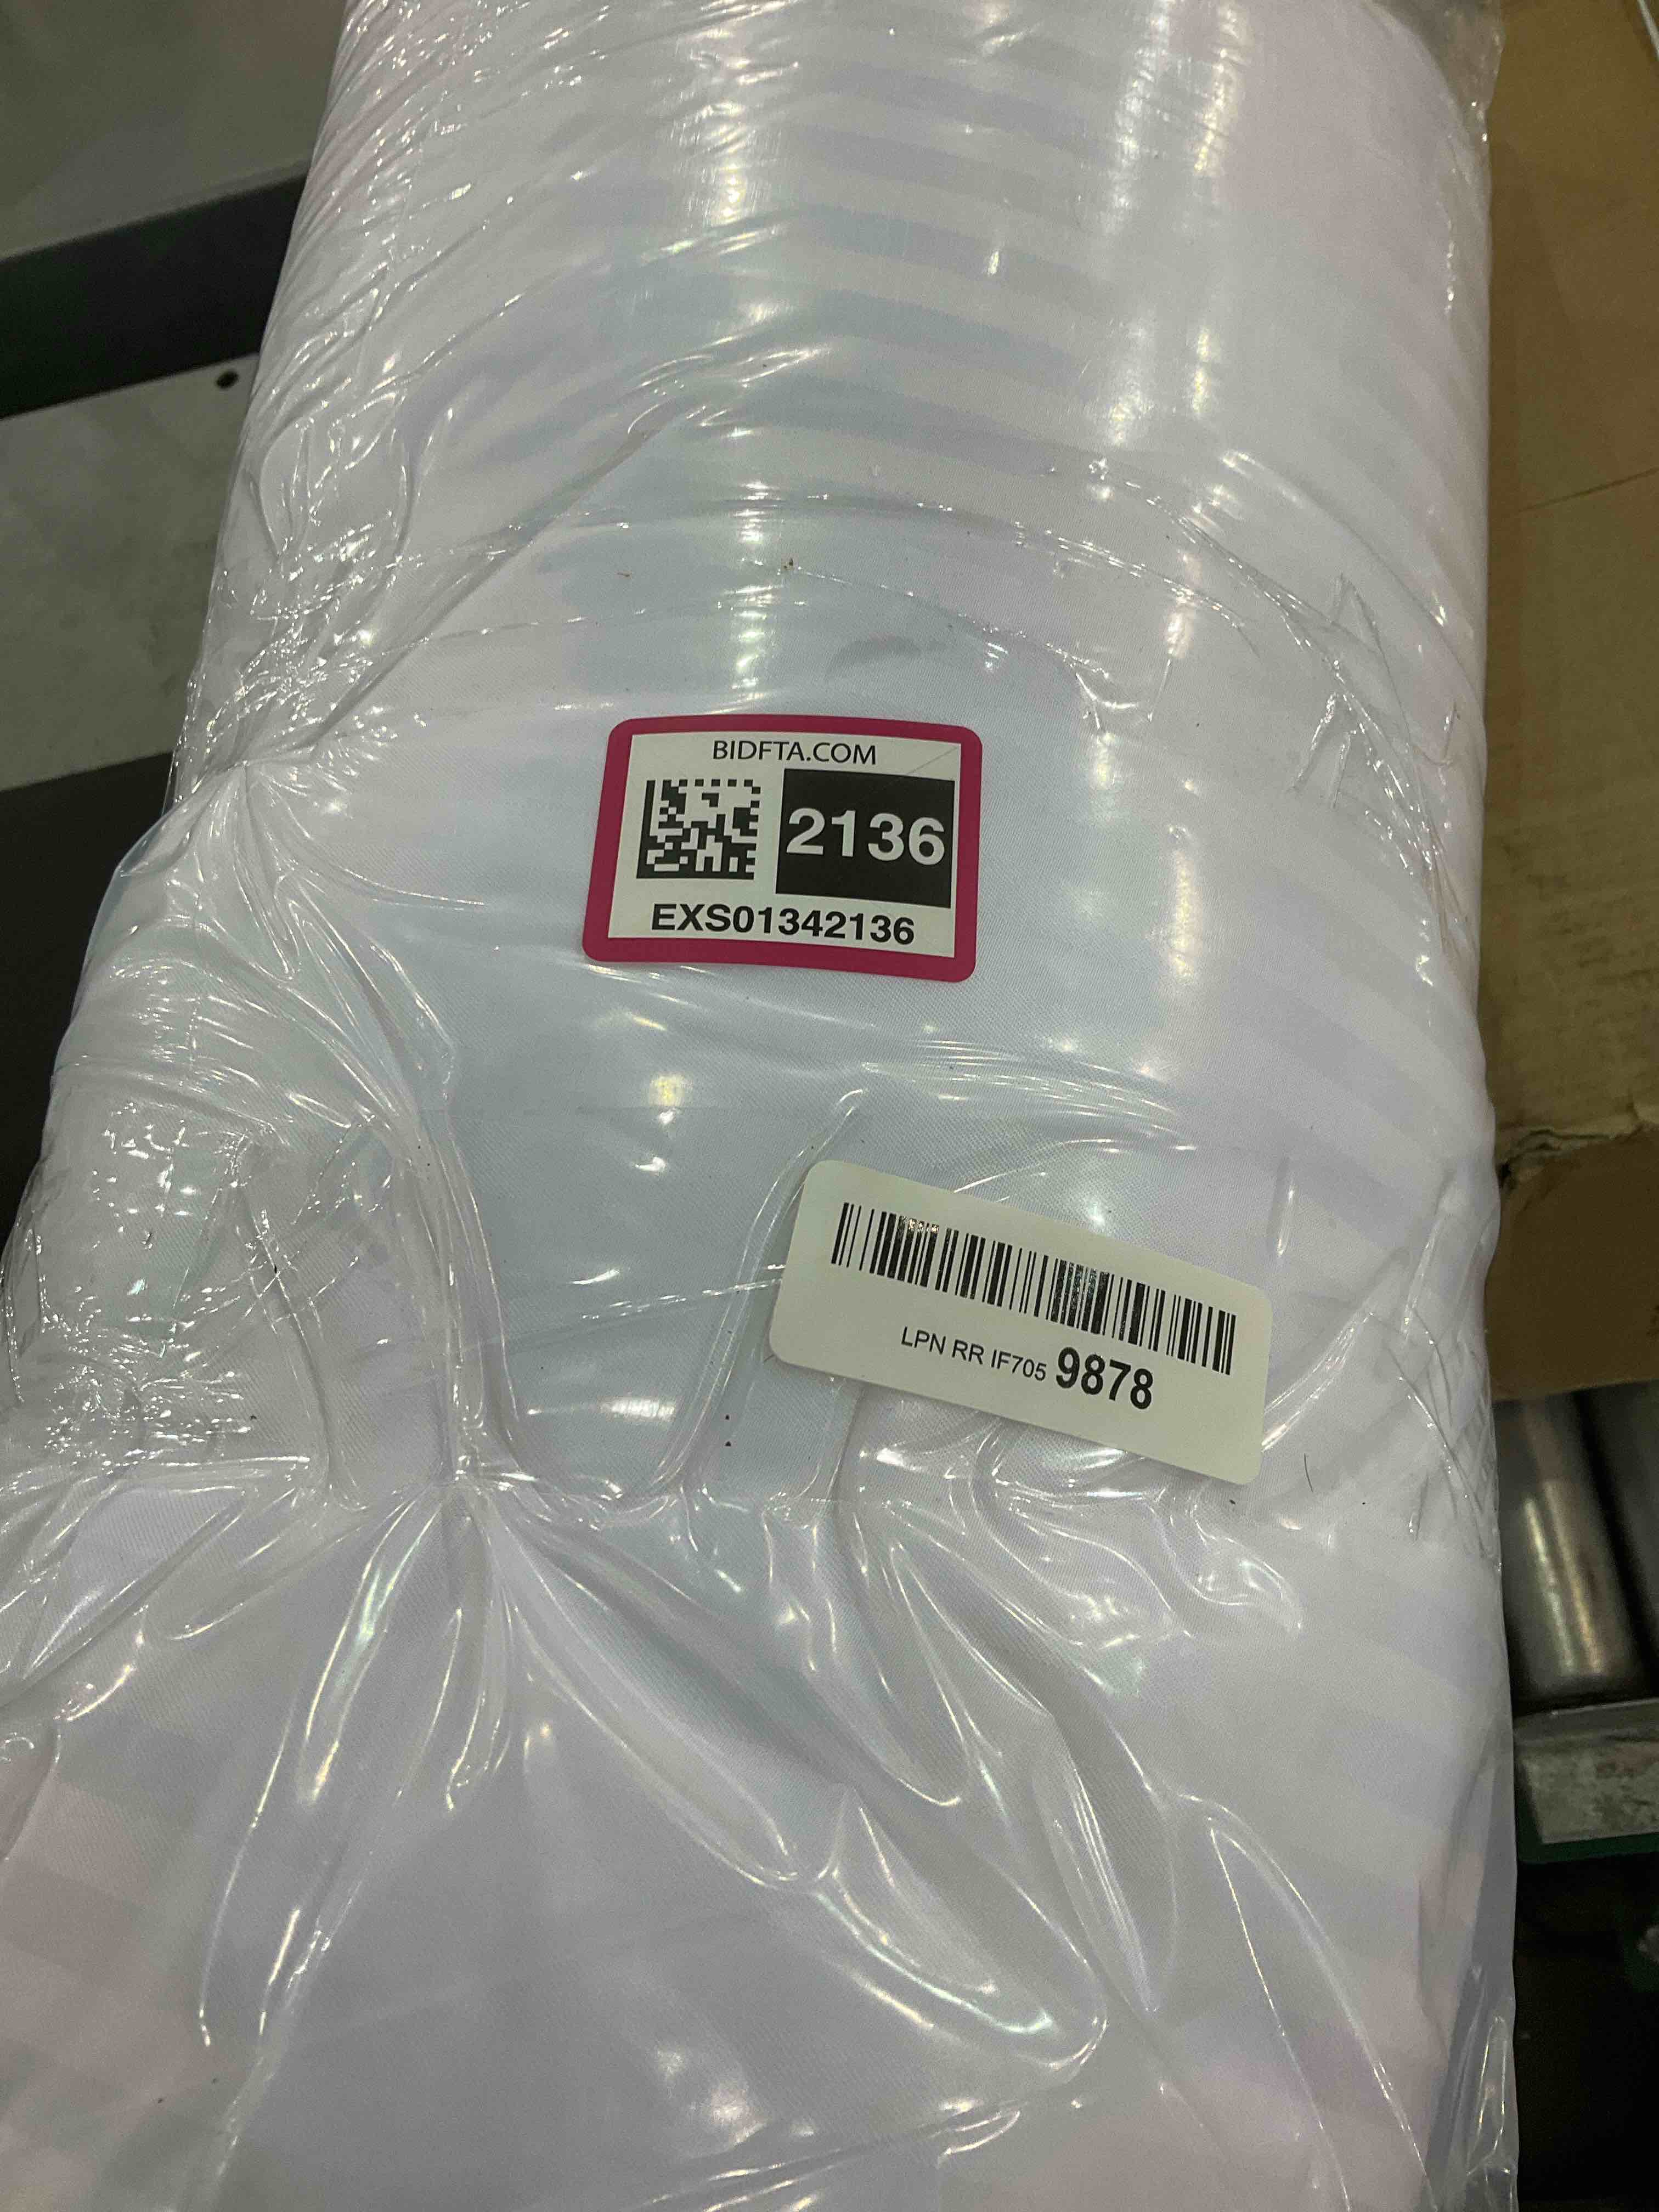 BIDFTA.COM
2136
EXS01342136
LPN RR IF705 9878